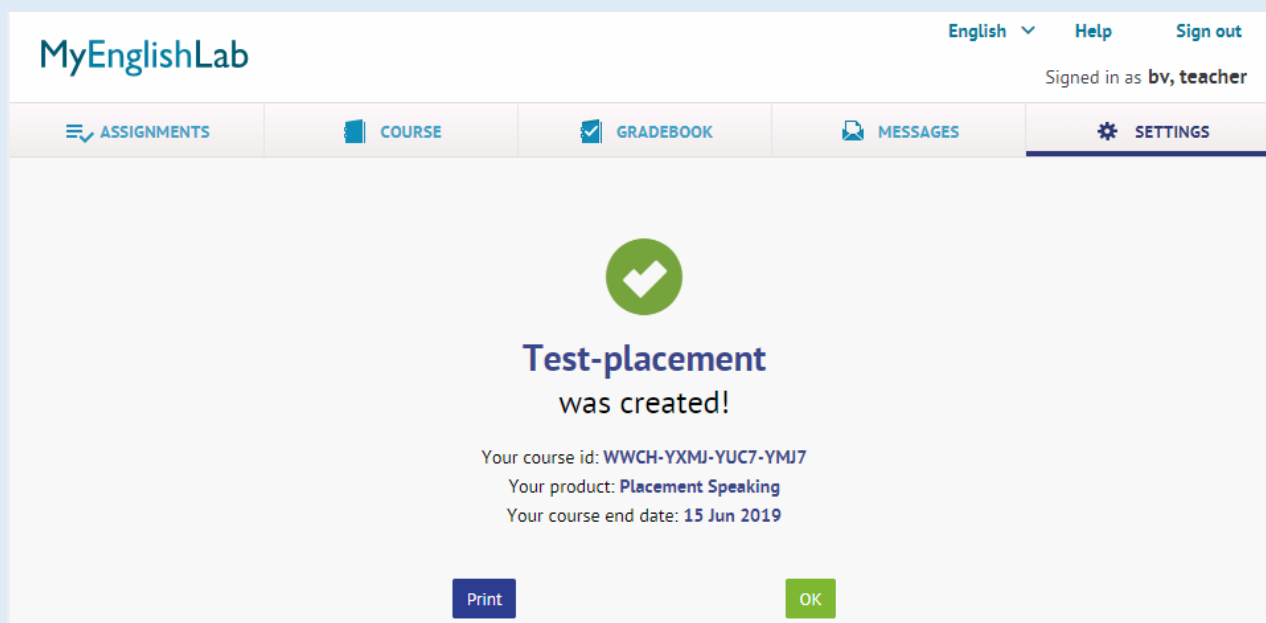 MyEnglishLab
English Help Sign out
Signed in as bv, teacher
ASSIGNMENTS COURSE GRADEBOOK MESSAGES SETTINGS
Test-placement
was created!
Your course id: WWCH-YXMJ-YUC7-YMJ7
Your product: Placement Speaking
Your course end date: 15 Jun 2019
Print OK